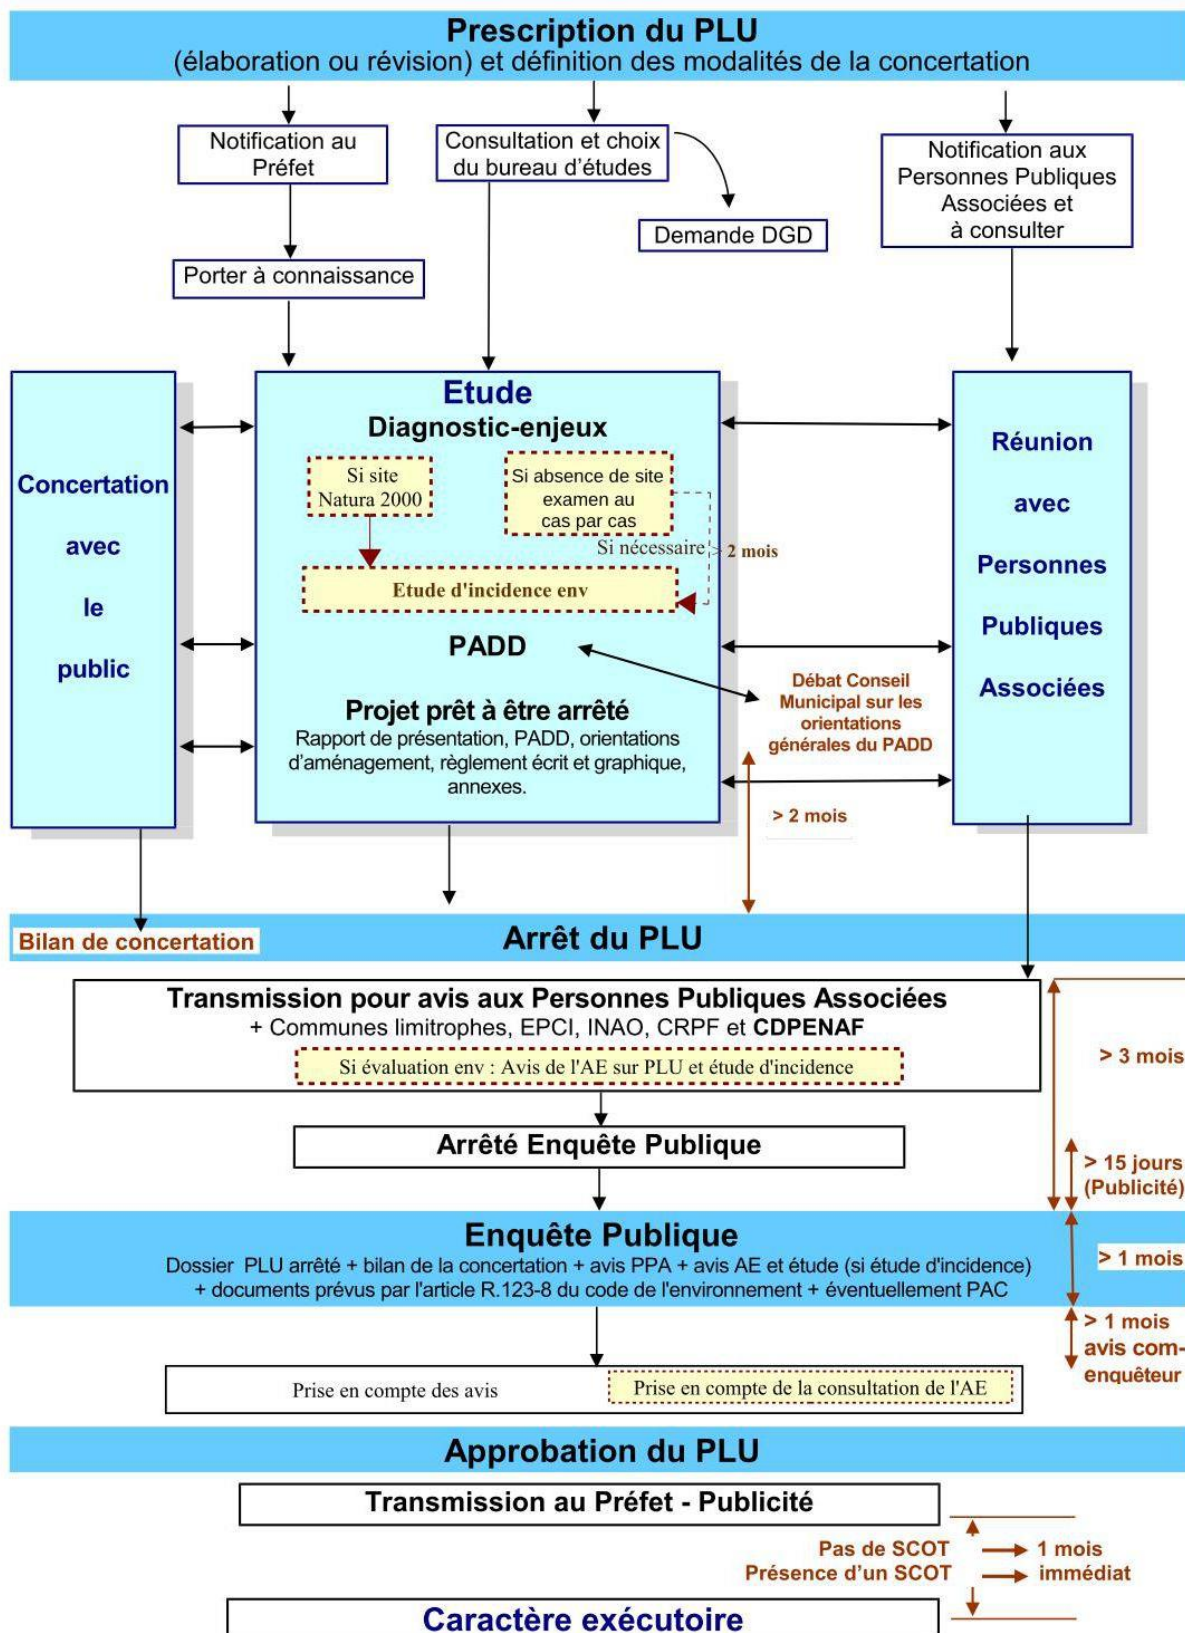 Prescription du PLU
(élaboration ou révision) et définition des modalités de la concertation
Notification au
Préfet
Consultation et choix
du bureau d'études
Notification aux
Personnes Publiques
Associées et
à consulter
Demande DGD
Porter à connaissance
Concertation
avec
le
public
Etude
Diagnostic-enjeux
Si site
Natura 2000
Si absence de site
examen au
cas par cas
Si nécessaire
> 2 mois
Etude d'incidence env
PADD
Projet prêt à être arrêté
Rapport de présentation, PADD, orientations
d'aménagement, règlement écrit et graphique,
annexes.
Débat Conseil
Municipal sur les
orientations
générales du PADD
> 2 mois
Réunion
avec
Personnes
Publiques
Associées
Bilan de concertation
Arrêt du PLU
Transmission pour avis aux Personnes Publiques Associées
+ Communes limitrophes, EPCI, INAO, CRPF et CDPENAF
Si évaluation env : Avis de l'AE sur PLU et étude d'incidence
> 3 mois
Arrêté Enquête Publique
> 15 jours
(Publicité)
Enquête Publique
Dossier PLU arrêté + bilan de la concertation + avis PPA + avis AE et étude (si étude d'incidence)
+ documents prévus par l'article R.123-8 du code de l'environnement + éventuellement PAC
> 1 mois
> 1 mois
avis com-
enquêteur
Prise en compte des avis
Prise en compte de la consultation de l'AE
Approbation du PLU
Transmission au Préfet - Publicité
Pas de SCOT 1 mois
Présence d'un SCOT immédiat
Caractère exécutoire